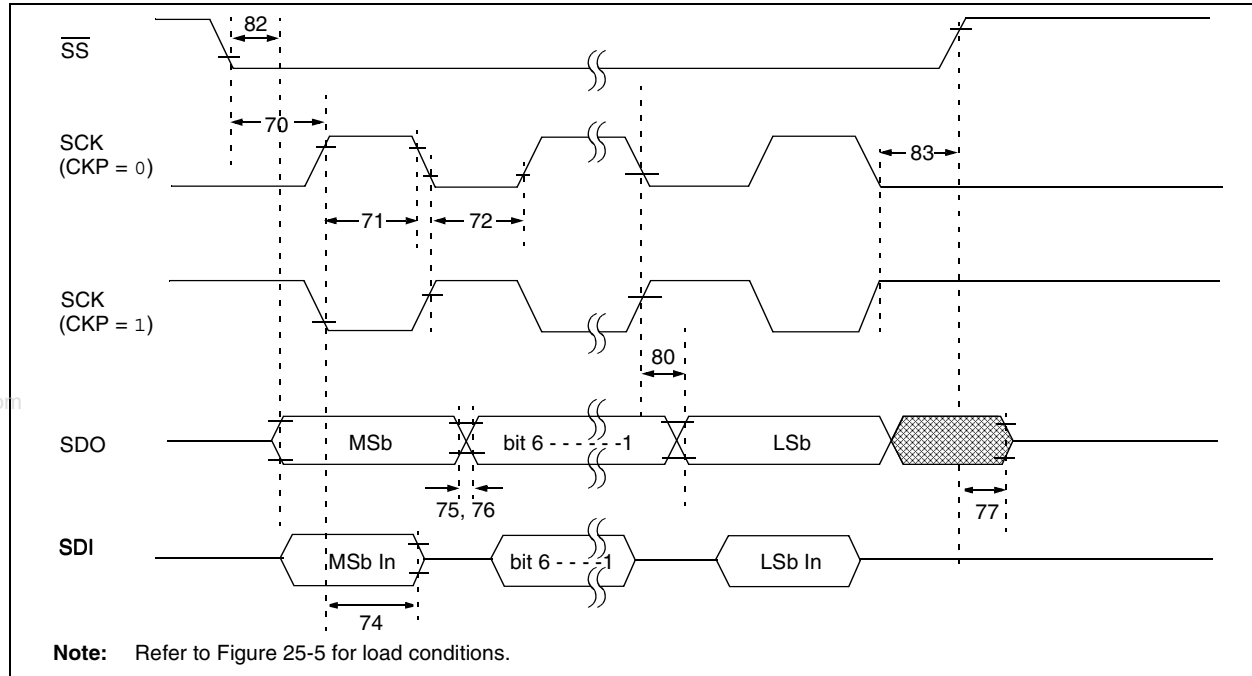 82
SS
70
SCK
(CKP = 0)
83
71
72
SCK
(CKP = 1)
80
om
SDO
MSb
bit 6 - - - - - -1
LSb
75, 76
77
SDI
MSb In
bit 6 - - - -1
LSb In
74
Note: Refer to Figure 25-5 for load conditions.